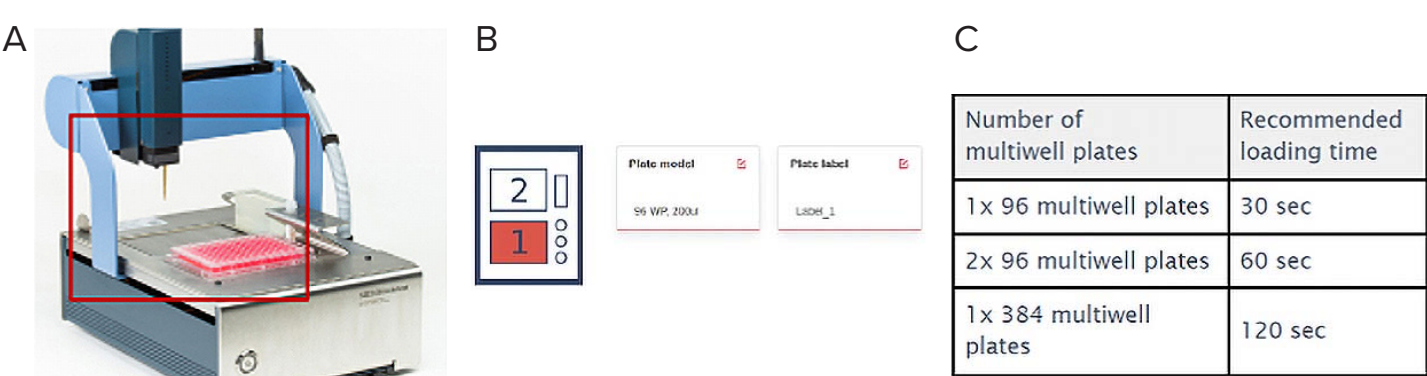 A
B
2
1
Plate model
96 WP, 200ul
Plate label
Label_1
C
Number of
multiwell plates
Recommended
loading time
1x 96 multiwell plates
30 sec
2x 96 multiwell plates
60 sec
1x 384 multiwell
plates
120 sec